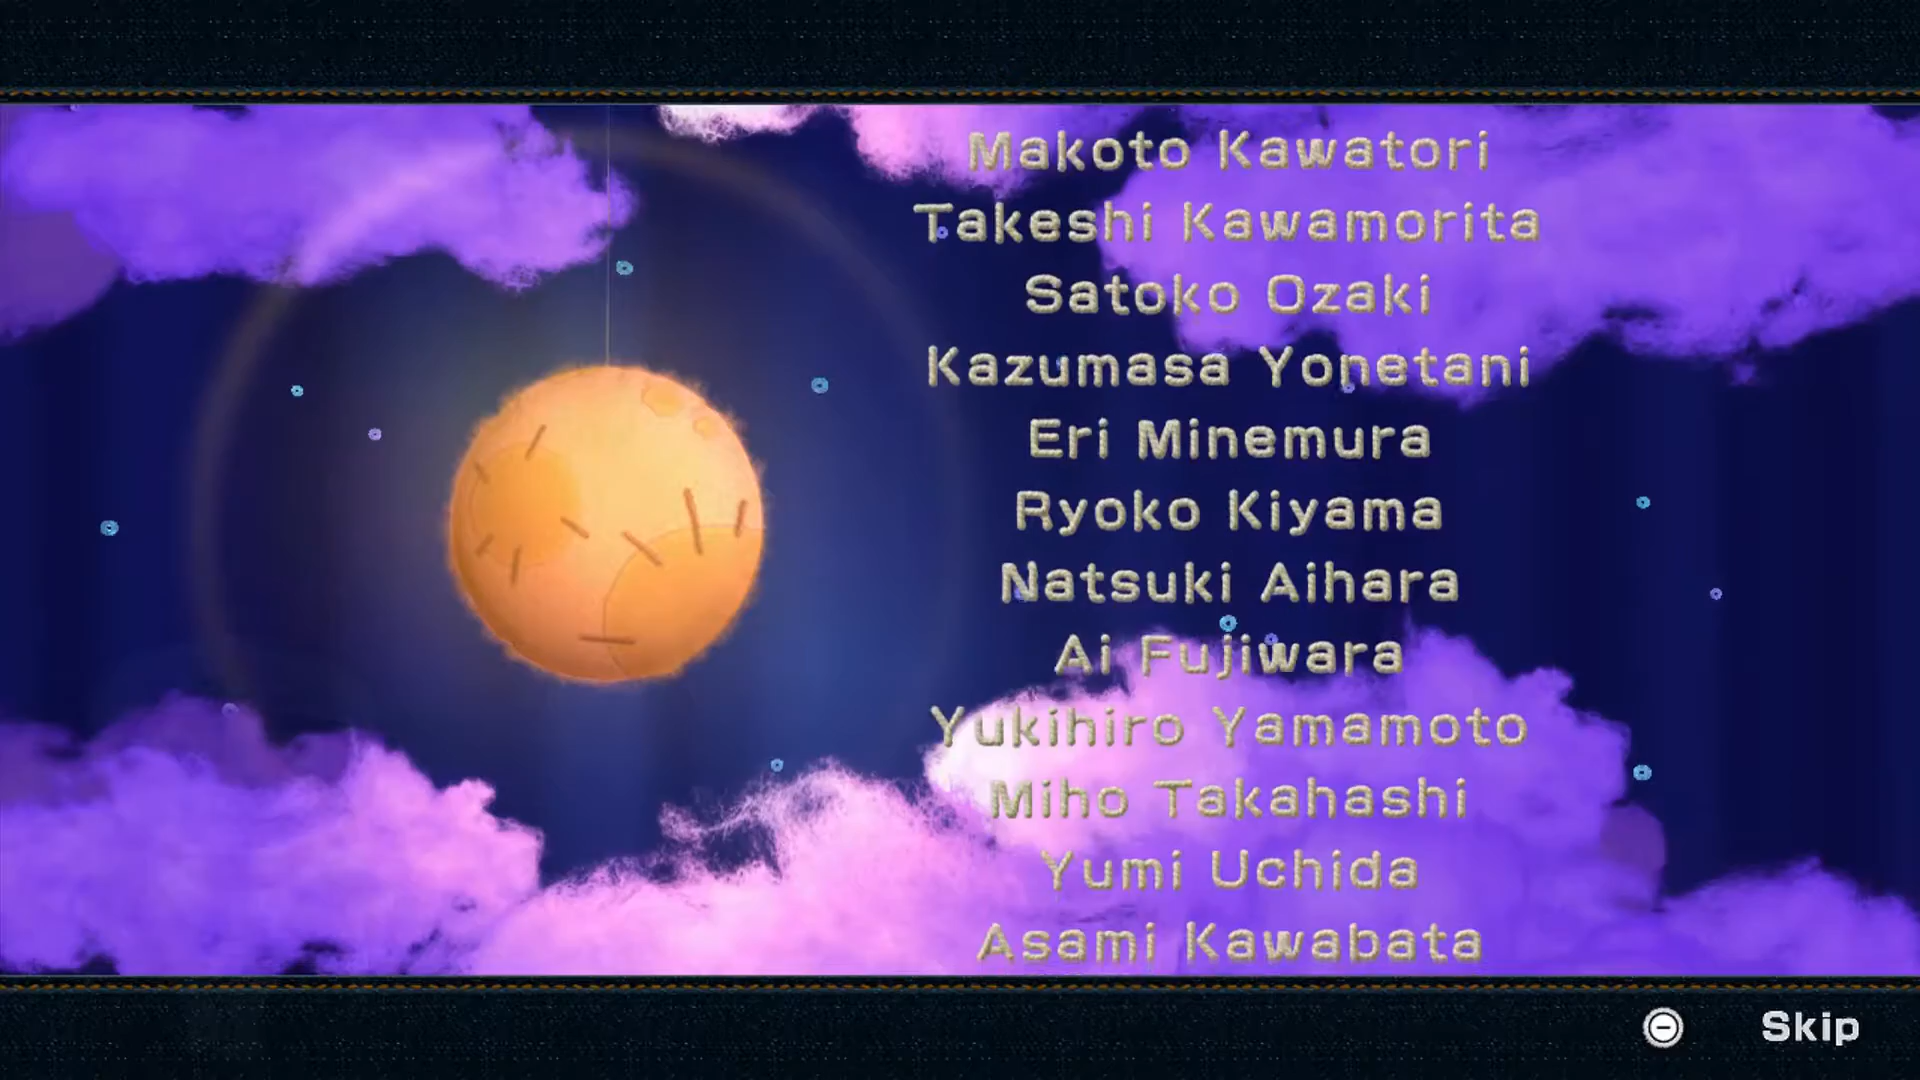 Makoto Kawatori
Takeshi Kawamorita
Satoko Ozaki
Kazumasa Yonetani
Eri Minemura
Ryoko Kiyama
Natsuki Aihara
Ai Fujiwara
Yukihiro Yamamoto
Miho Takahashi
Yumi Uchida
Asami Kawabata
Skip